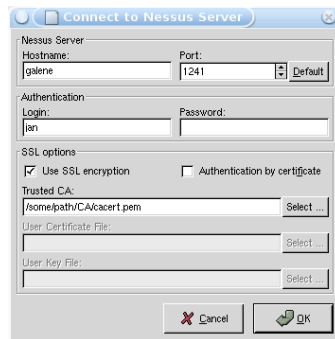 Connect to Nessus Server
Nessus Server
Hostname:
Port:
galene
1241
Default
Authentication
Login:
Password:
jan
SSL options
Use SSL encryption
Authentication by certificate
Trusted CA:
/some/path/CA/cacert.pem
Select ...
User Certificate File:
Select ...
User Key File:
Select ...
Cancel
OK